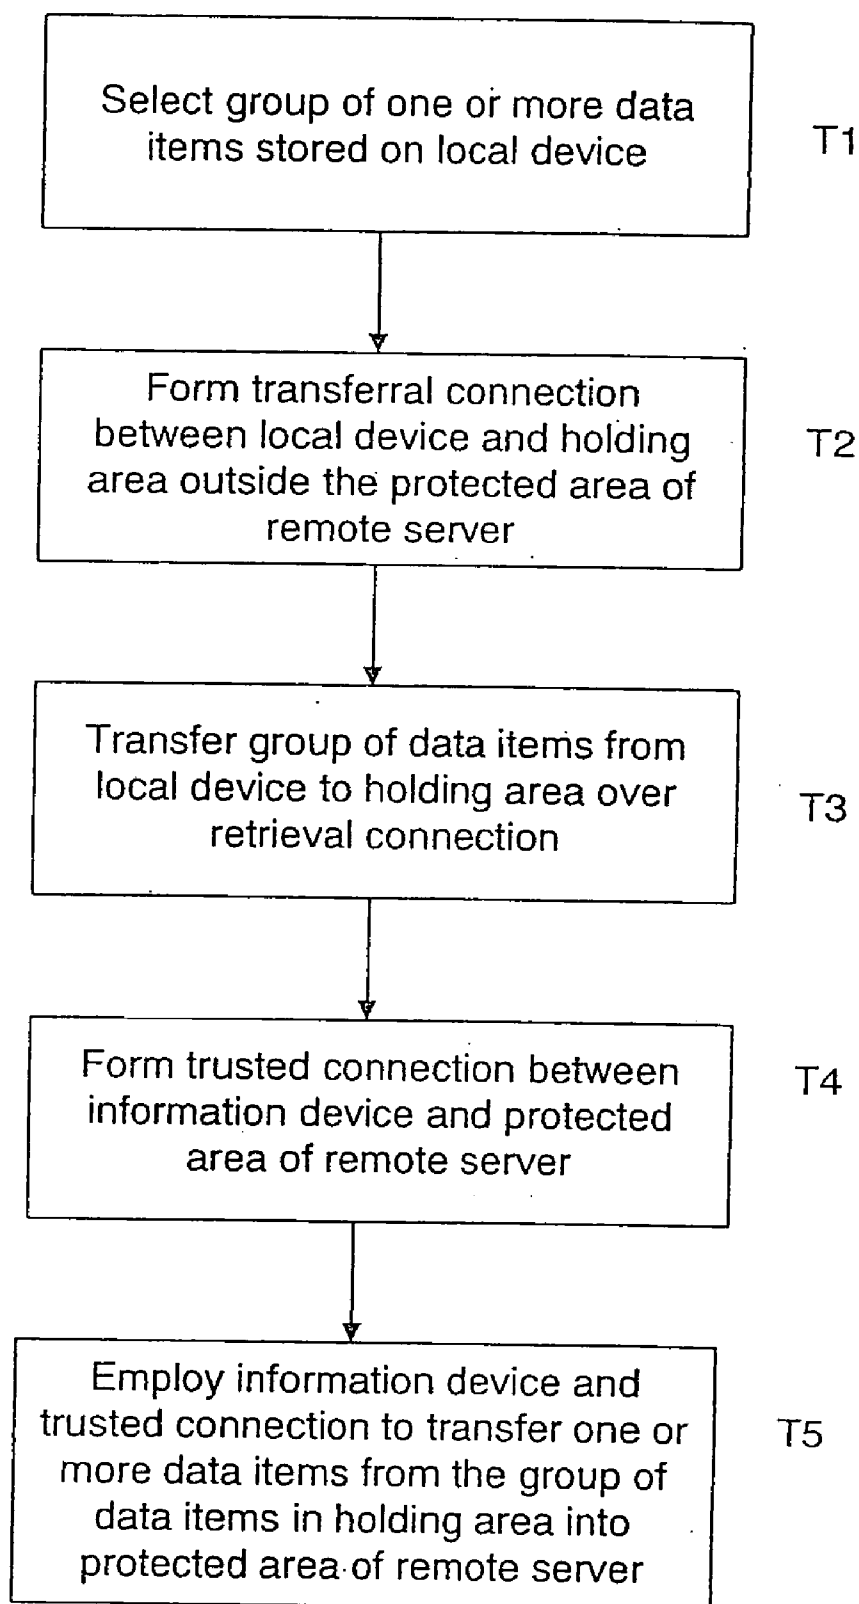 Select group of one or more data
items stored on local device
T1
Form transferral connection
between local device and holding
area outside the protected area of
remote server
T2
Transfer group of data items from
local device to holding area over
retrieval connection
T3
Form trusted connection between
information device and protected
area of remote server
T4
Employ information device and
trusted connection to transfer one or
more data items from the group of
data items in holding area into
protected area of remote server
T5